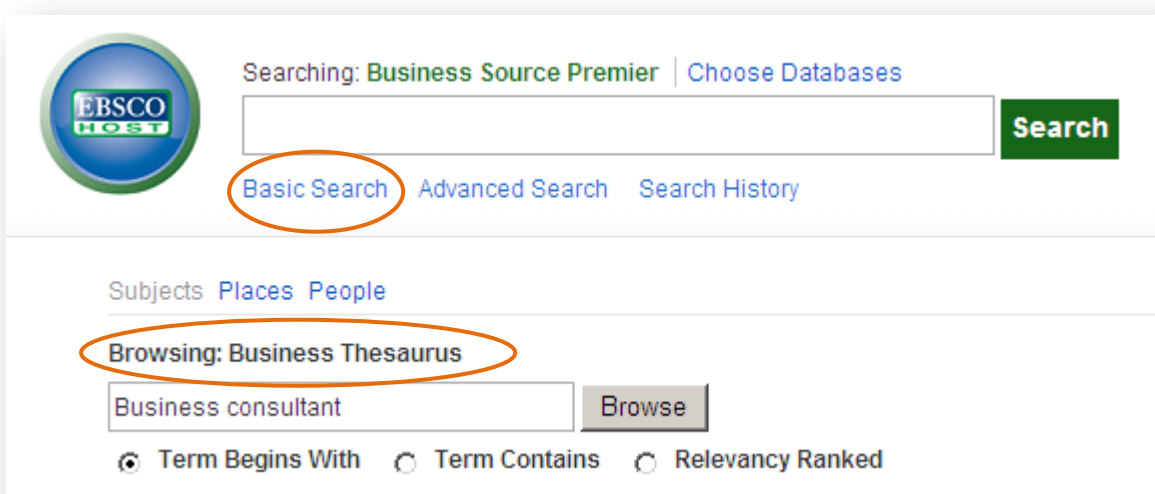 EBSCO
HOST
Searching: Business Source Premier | Choose Databases
Search
Basic Search Advanced Search Search History
Subjects Places People
Browsing: Business Thesaurus
Business consultant Browse
Term Begins With Term Contains Relevancy Ranked